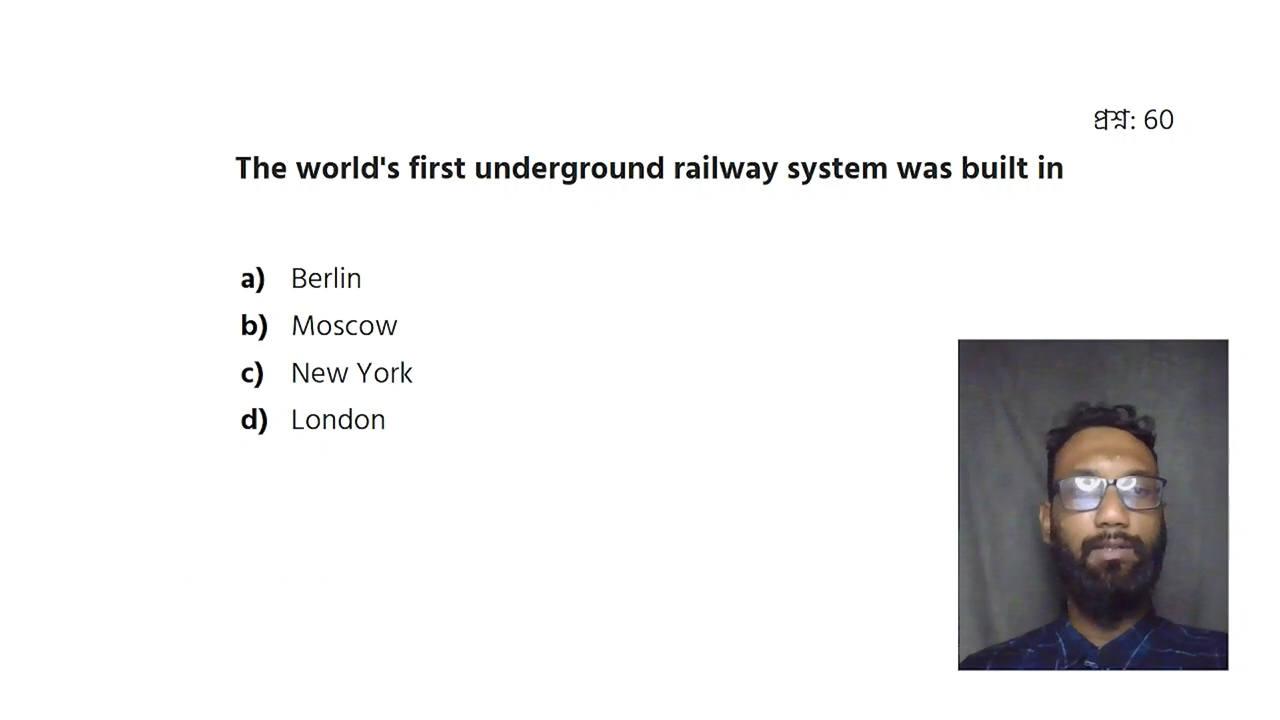 প্রশ্ন: 60
The world's first underground railway system was built in
a) Berlin
b) Moscow
c) New York
d) London